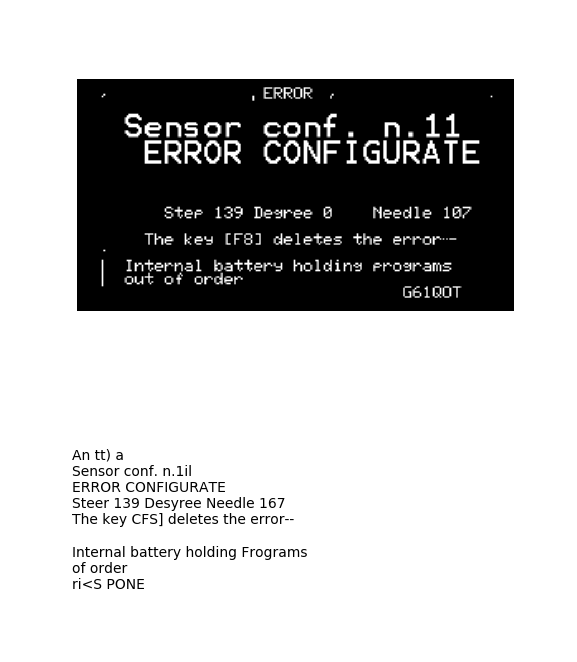 ERROR
Sensor conf. n.11
ERROR CONFIGURATE
Step 139 Degree 0 Needle 107
The key [F8] deletes the error--
Internal battery holding programs
out of order
G61QOT
An tt) a
Sensor conf. n.1il
ERROR CONFIGURATE
Steer 139 Desyree Needle 167
The key CFS] deletes the error--
Internal battery holding Frograms
of order
ri<S PONE